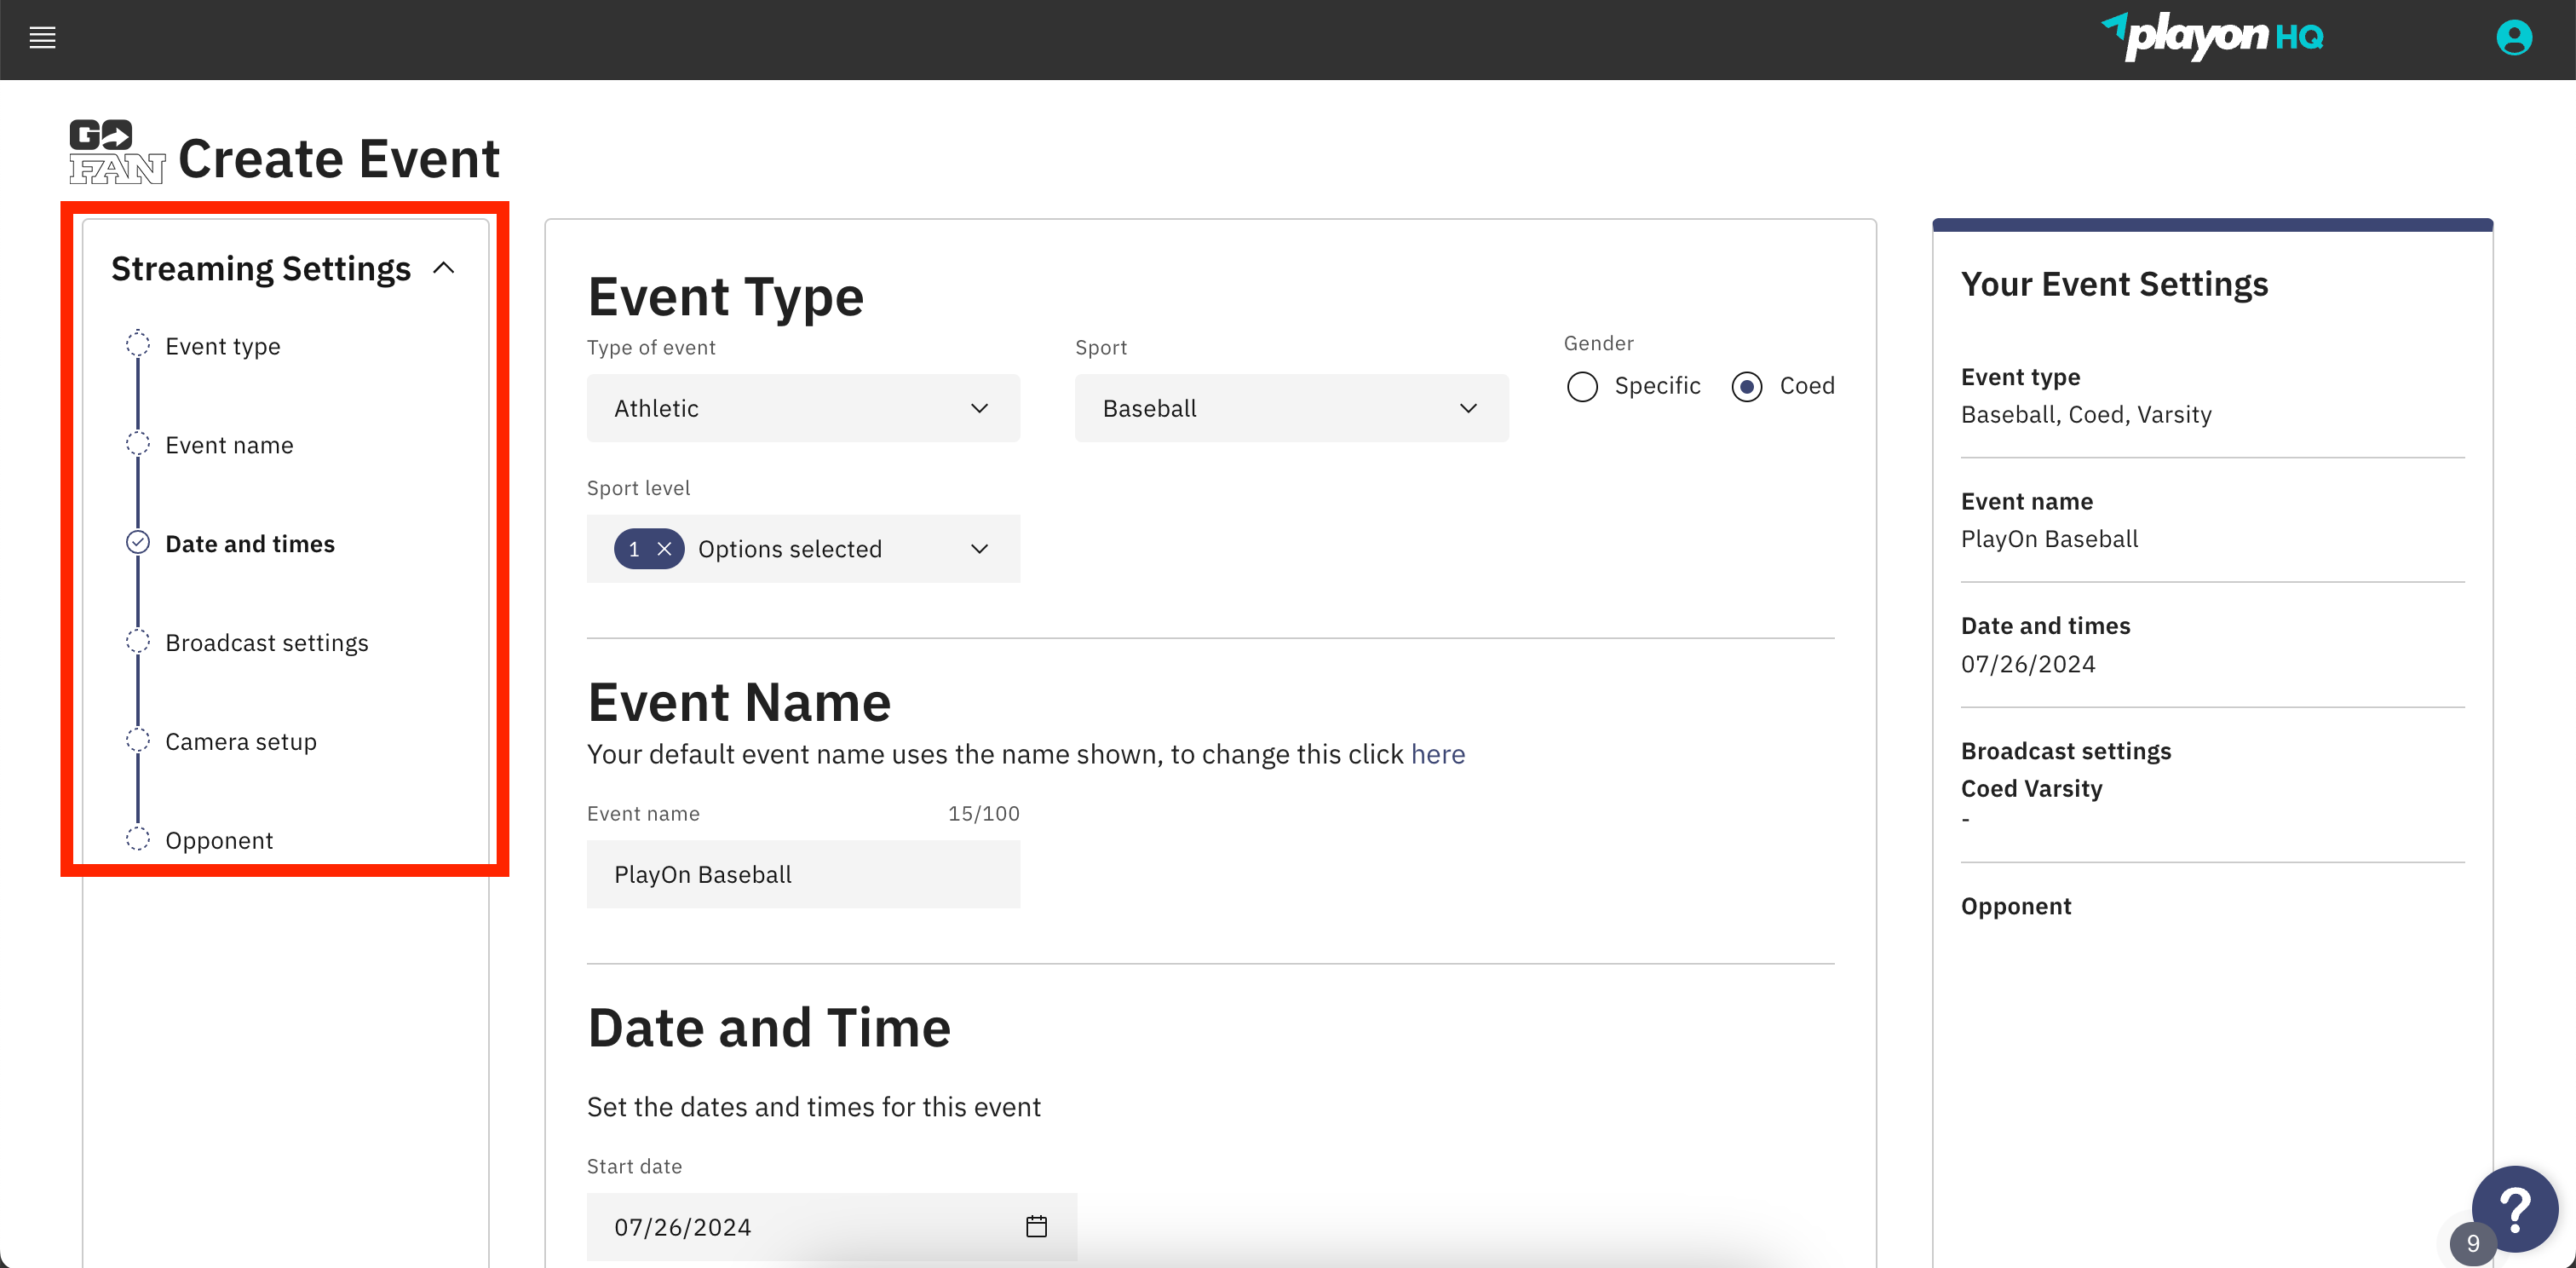 playon HQ
GO
FAN
Create Event
Streaming Settings
Event type
Event name
Date and times
Broadcast settings
Camera setup
Opponent
Event Type
Type of event
Sport
Gender
Athletic
Baseball
Specific
Coed
Sport level
1
Options selected
Event Name
Your default event name uses the name shown, to change this click here
Event name
15/100
PlayOn Baseball
Date and Time
Set the dates and times for this event
Start date
07/26/2024
Your Event Settings
Event type
Baseball, Coed, Varsity
Event name
PlayOn Baseball
Date and times
07/26/2024
Broadcast settings
Coed Varsity
-
Opponent
?
9